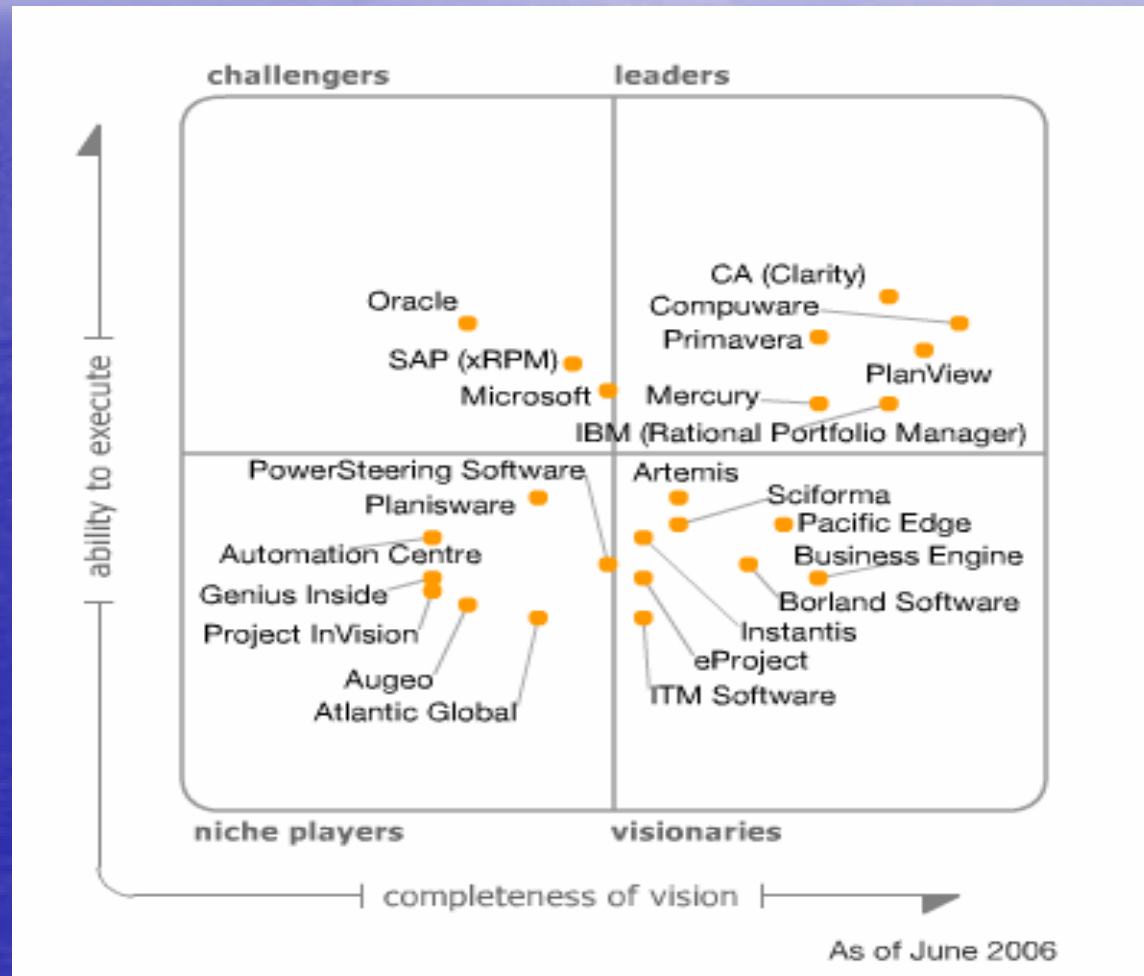 challengers
leaders
ability to execute
CA (Clarity)
Oracle
Compuware
Primavera
SAP (xRPM)
PlanView
Microsoft
Mercury
IBM (Rational Portfolio Manager)
PowerSteering Software
Artemis
Planisware
Sciforma
Pacific Edge
Automation Centre
Business Engine
Genius Inside
Borland Software
Project InVision
Instantis
eProject
Augeo
ITM Software
Atlantic Global
niche players
visionaries
completeness of vision
As of June 2006